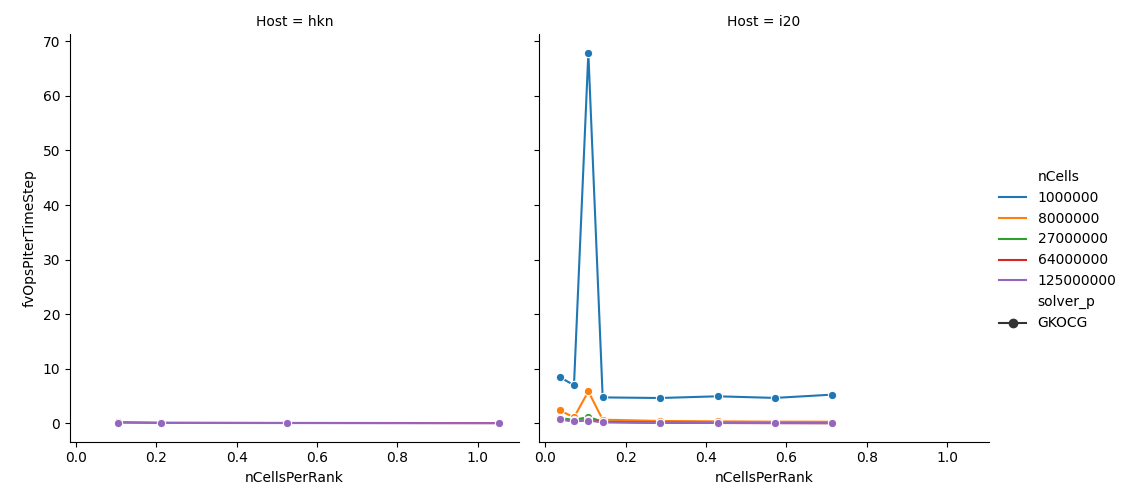 Host = hkn
Host = i20
70
60
50
40
30
20
10
0
fvOpsPIterTimeStep
0.0 0.2 0.4 0.6 0.8 1.0
0.0 0.2 0.4 0.6 0.8 1.0
nCellsPerRank
nCellsPerRank
nCells
1000000
8000000
27000000
64000000
125000000
solver_p
GKOCG